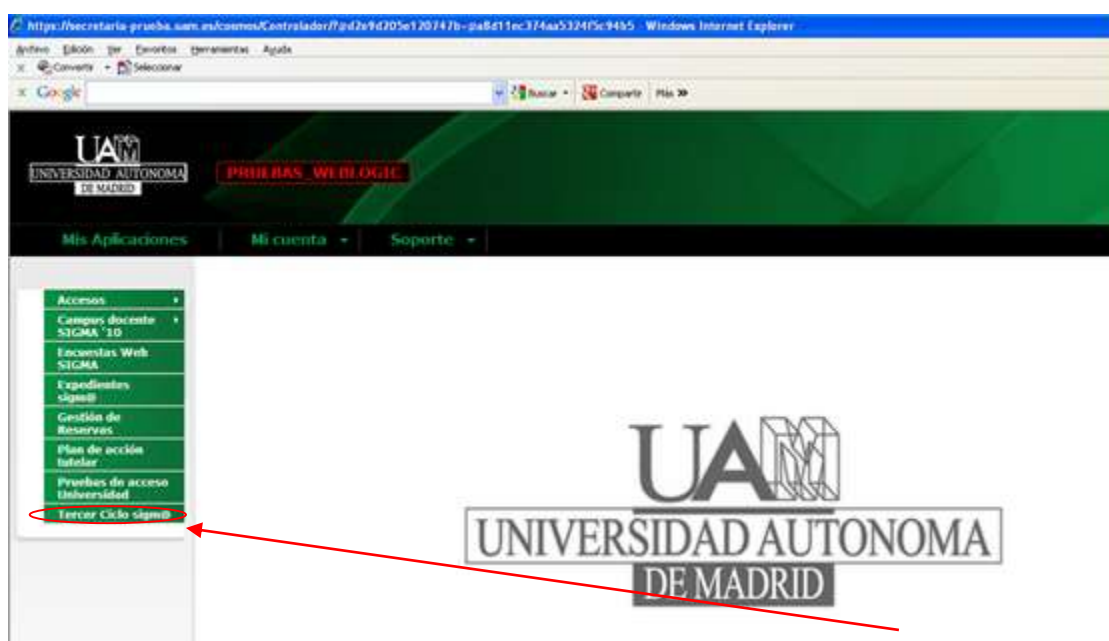 https://secretaria-prueba.uam.es/cosmos/Controlador/? - Windows Internet Explorer
Archivo Edición Ver Favoritos Herramientas Ayuda
x Convertir Seleccionar
x Google Buscar Compartir Más »
UAM
UNIVERSIDAD AUTONOMA
DE MADRID
PRUEBAS_WEBLOGIC
Mis Aplicaciones Mi cuenta Soporte
Accesos
Campus docente
SIGMA '10
Encuestas Web
SIGMA
Expedientes
sigm@
Gestión de
Reservas
Plan de acción
tutelar
Pruebas de acceso
Universidad
Tercer Ciclo sigm@
UAM
UNIVERSIDAD AUTONOMA
DE MADRID